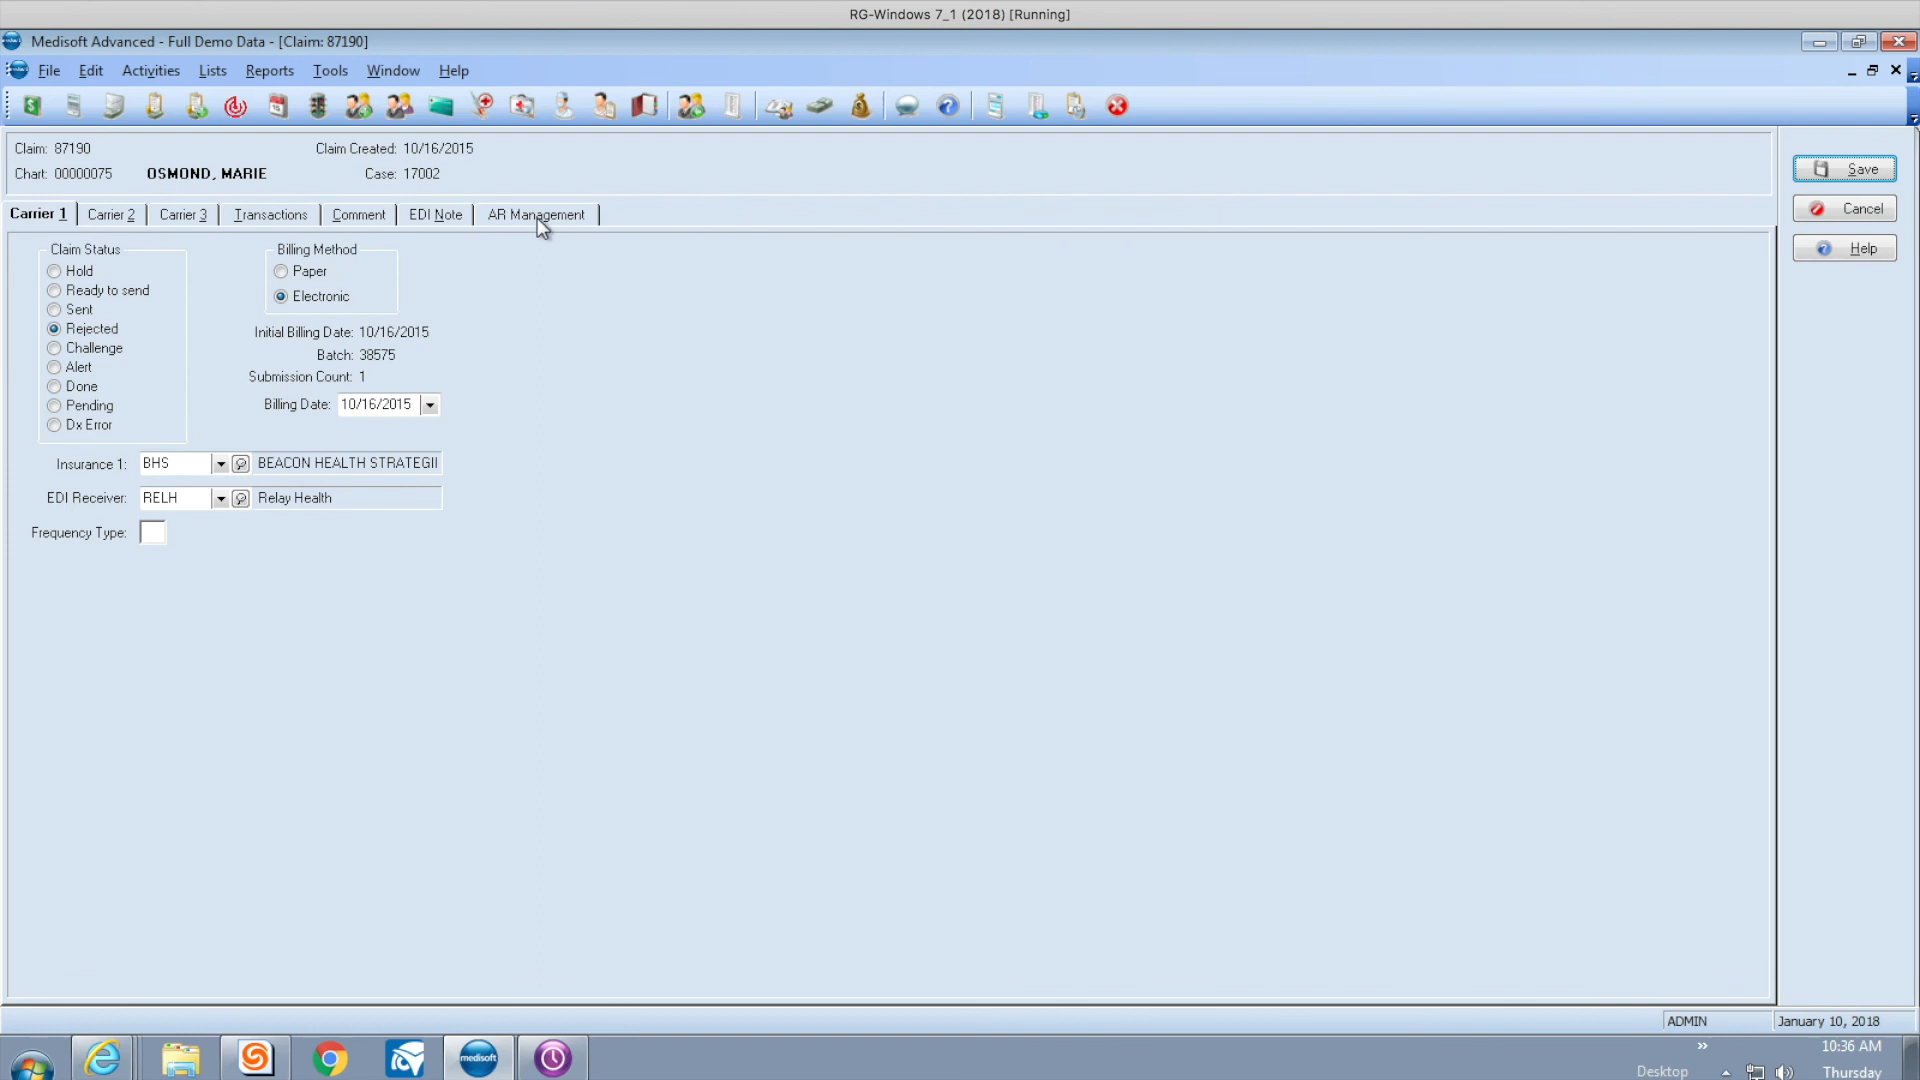 RG-Windows 7_1 (2018) [Running]
Medisoft Advanced - Full Demo Data - [Claim: 87190]
File Edit Activities Lists Reports Tools Window Help
Claim: 87190 Claim Created: 10/16/2015
Chart: 00000075 OSMOND, MARIE Case: 17002
Save
Cancel
Help
Carrier 1 Carrier 2 Carrier 3 Transactions Comment EDI Note AR Management
Claim Status
Hold
Ready to send
Sent
Rejected
Challenge
Alert
Done
Pending
Dx Error
Billing Method
Paper
Electronic
Initial Billing Date: 10/16/2015
Batch: 38575
Submission Count: 1
Billing Date: 10/16/2015
Insurance 1: BHS BEACON HEALTH STRATEGII
EDI Receiver: RELH Relay Health
Frequency Type:
ADMIN January 10, 2018
medisoft
10:36 AM
Desktop Thursday